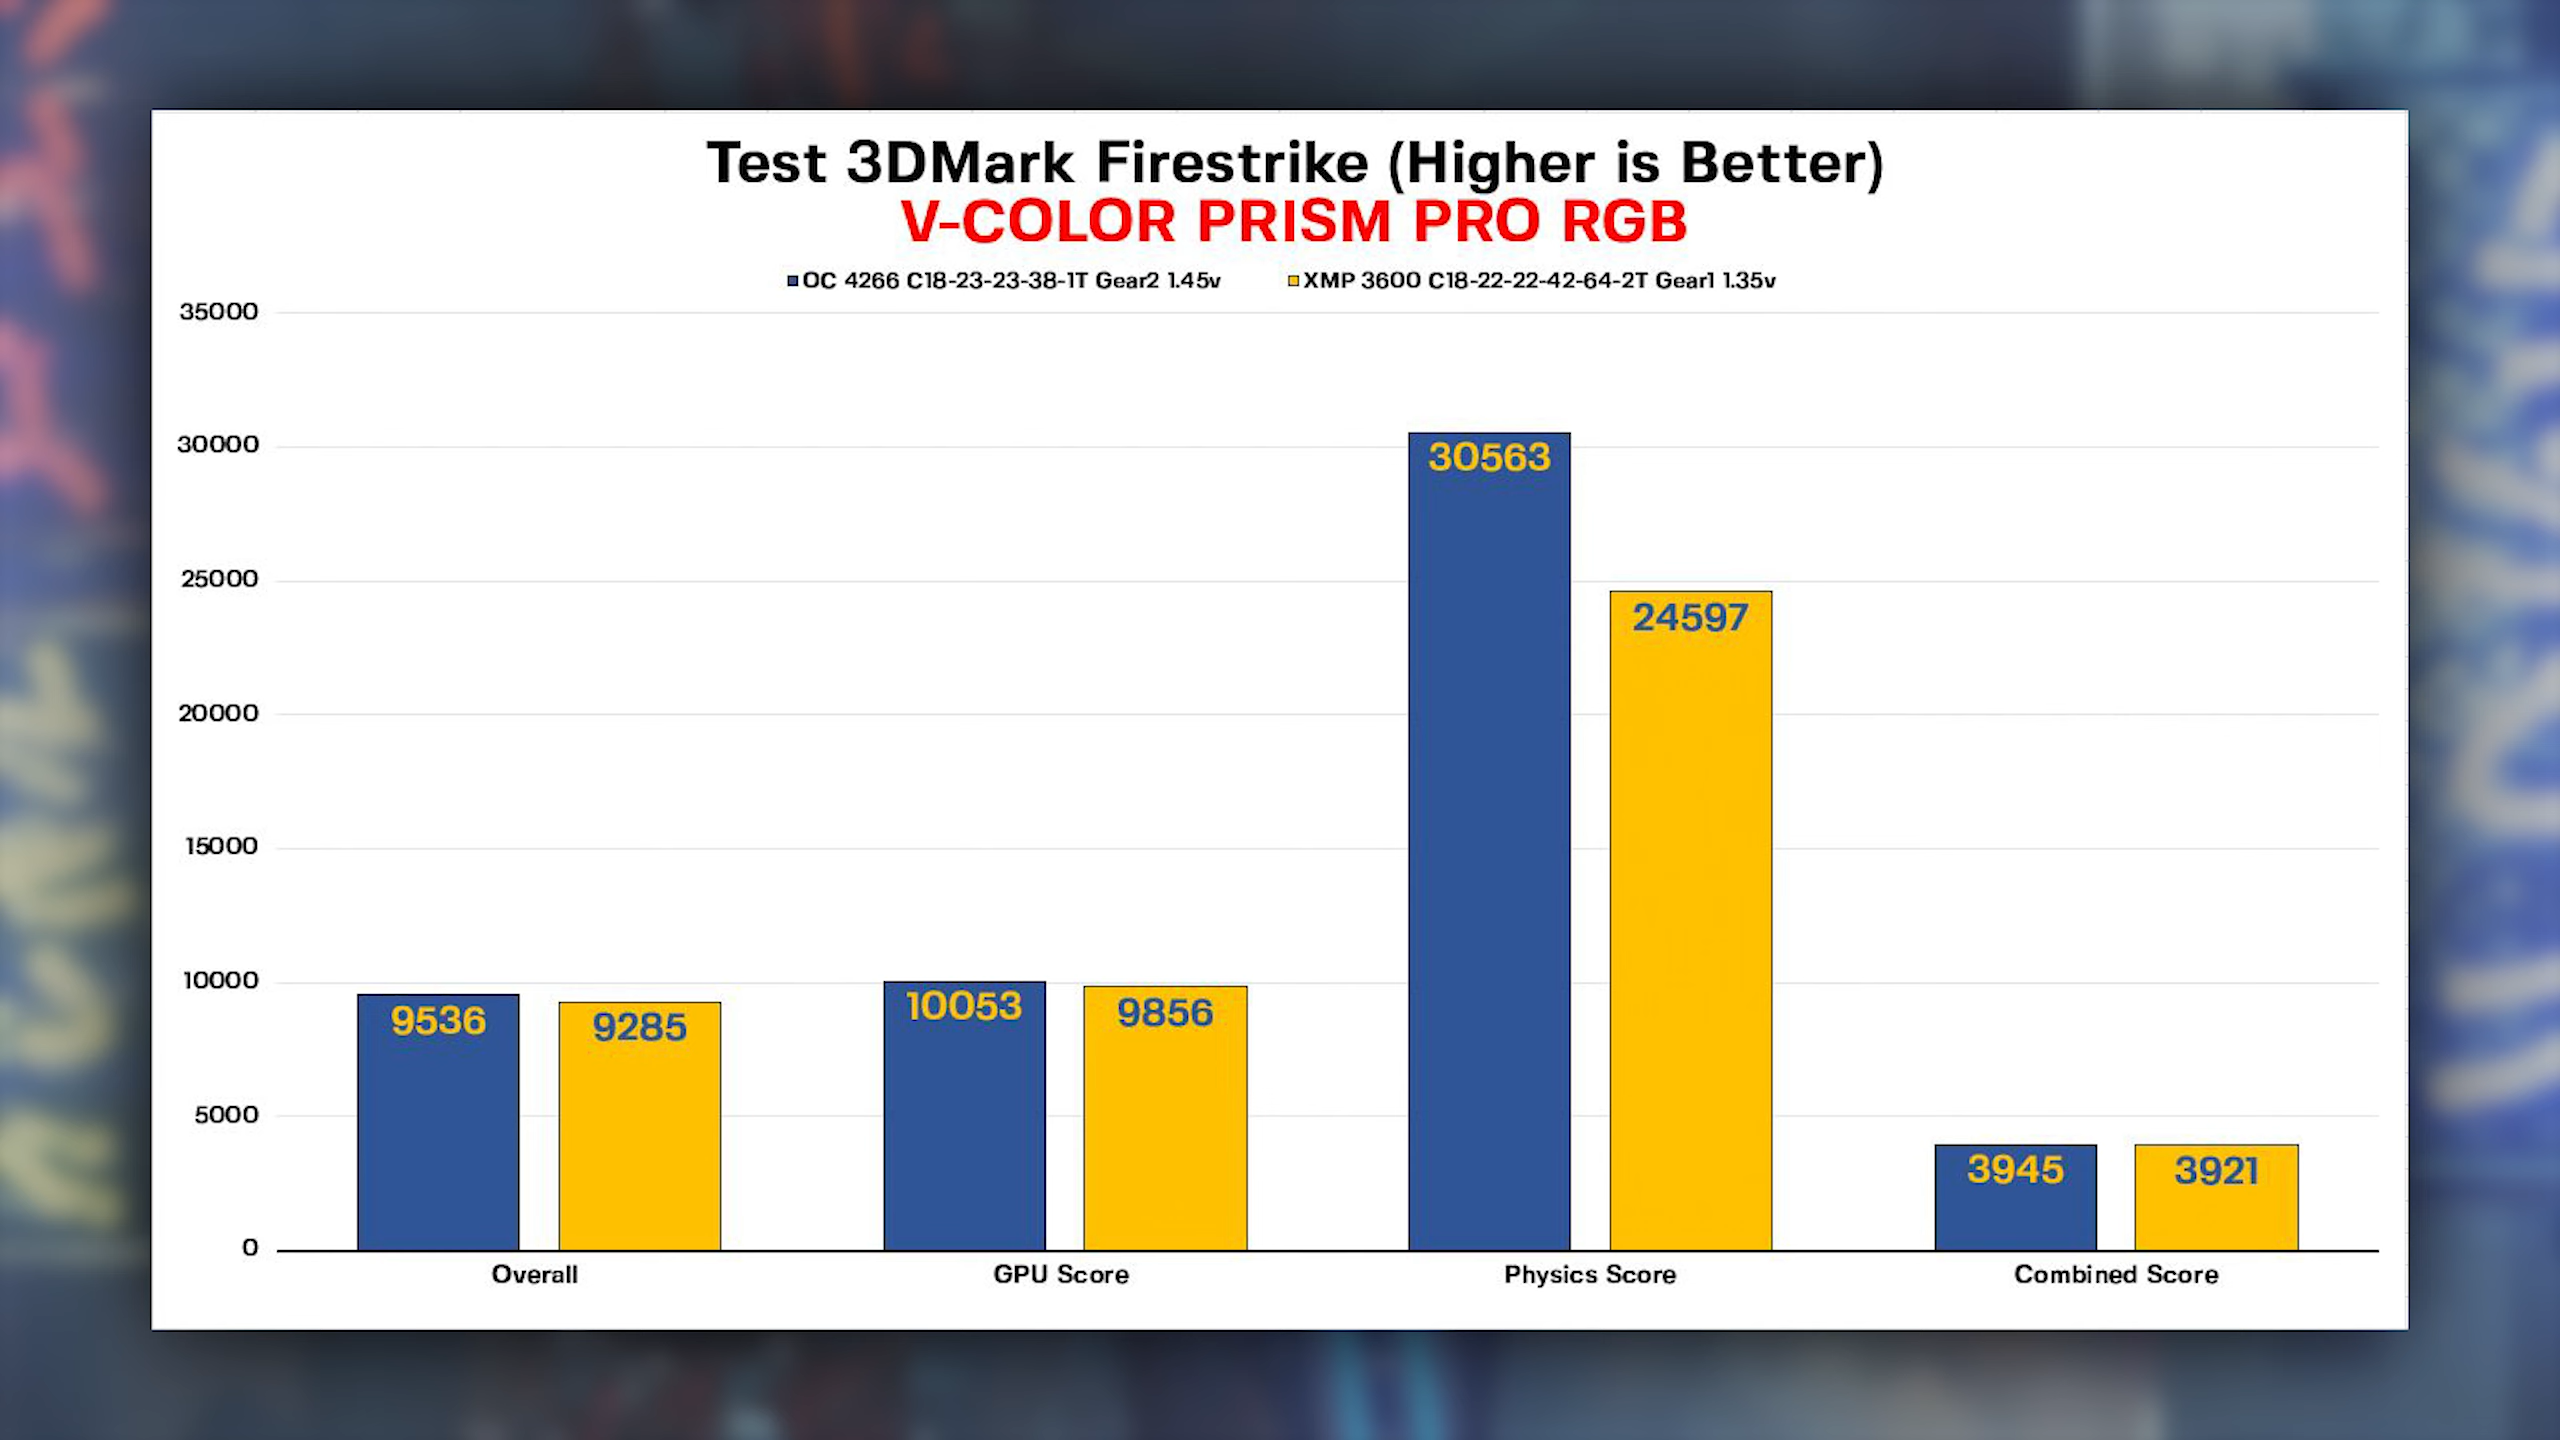 Test 3DMark Firestrike (Higher is Better)
V-COLOR PRISM PRO RGB
OC 4266 C18-23-23-38-1T Gear2 1.45v XMP 3600 C18-22-22-42-64-2T Gear1 1.35v
35000
30000
25000
20000
15000
10000
5000
0
9536 9285 10053 9856 30563 24597 3945 3921
Overall GPU Score Physics Score Combined Score